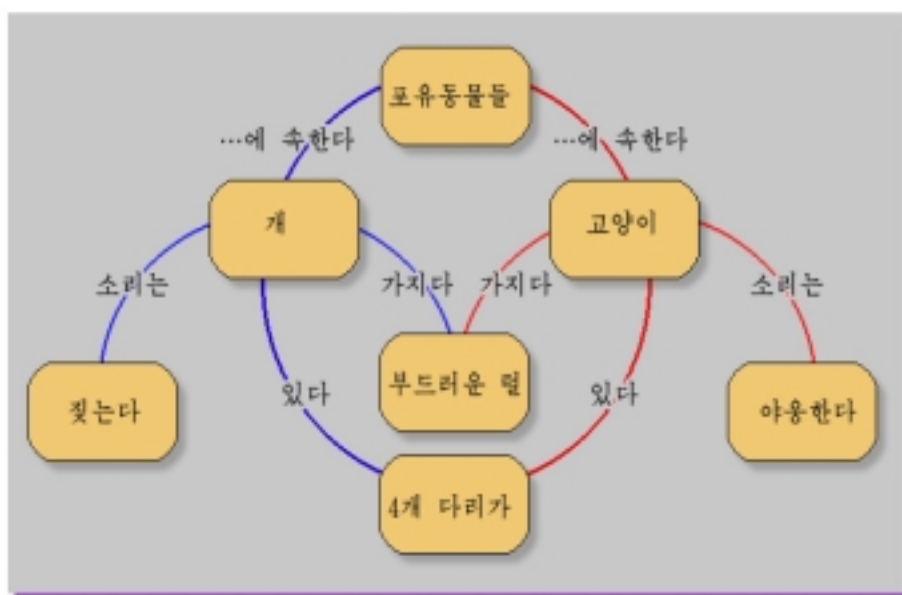 포유동물들
…에 속한다
…에 속한다
개
고양이
소리는
가지다
가지다
소리는
짖는다
부드러운 털
야옹한다
있다
있다
4개 다리가